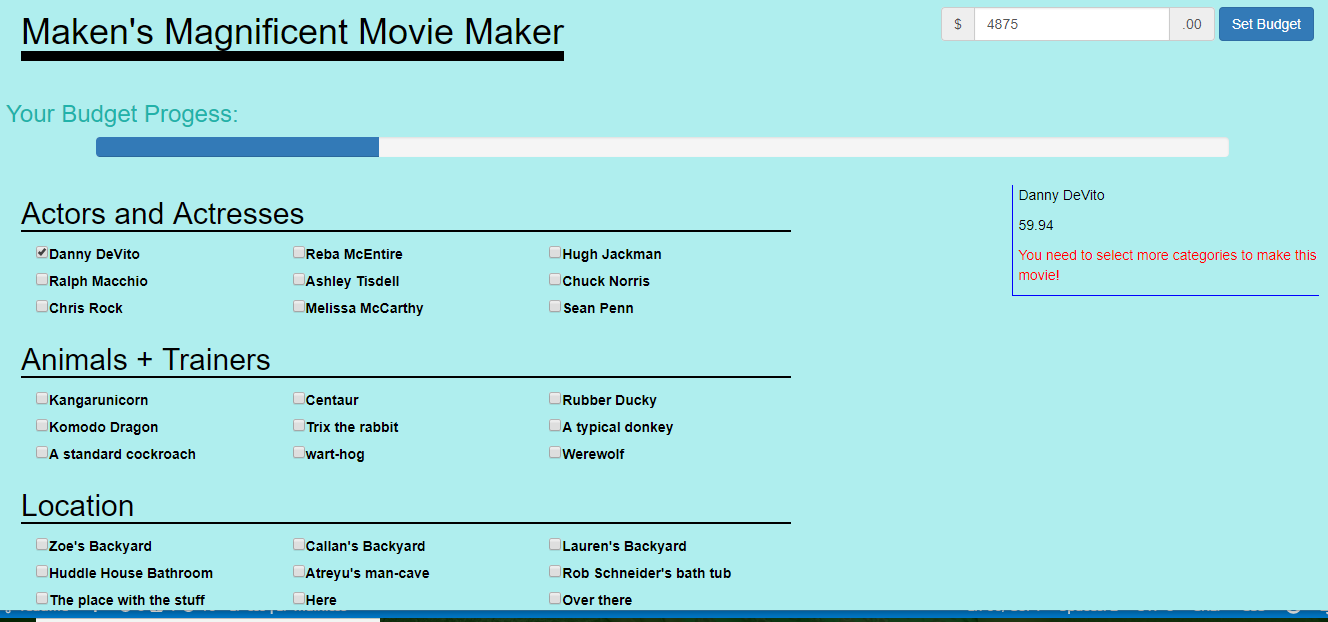 Maken's Magnificent Movie Maker
$ 4875 .00 Set Budget
Your Budget Progess:
Danny DeVito
59.94
You need to select more categories to make this
movie!
Actors and Actresses
Danny DeVito Reba McEntire Hugh Jackman
Ralph Macchio Ashley Tisdell Chuck Norris
Chris Rock Melissa McCarthy Sean Penn
Animals + Trainers
Kangarunicorn Centaur Rubber Ducky
Komodo Dragon Trix the rabbit A typical donkey
A standard cockroach wart-hog Werewolf
Location
Zoe's Backyard Callan's Backyard Lauren's Backyard
Huddle House Bathroom Atreyu's man-cave Rob Schneider's bath tub
The place with the stuff Here Over there